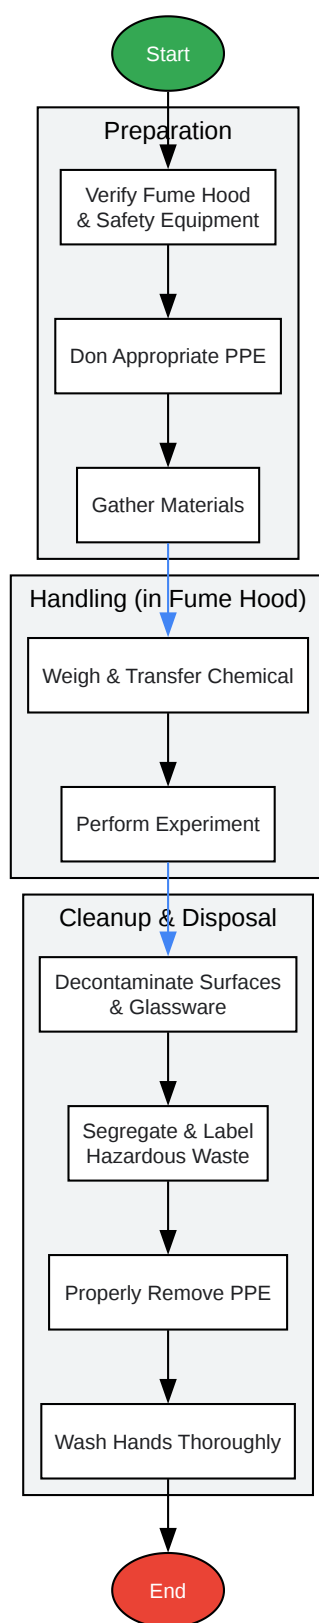 Start
Preparation
Verify Fume Hood
& Safety Equipment
Don Appropriate PPE
Gather Materials
Handling (in Fume Hood)
Weigh & Transfer Chemical
Perform Experiment
Cleanup & Disposal
Decontaminate Surfaces
& Glassware
Segregate & Label
Hazardous Waste
Properly Remove PPE
Wash Hands Thoroughly
End